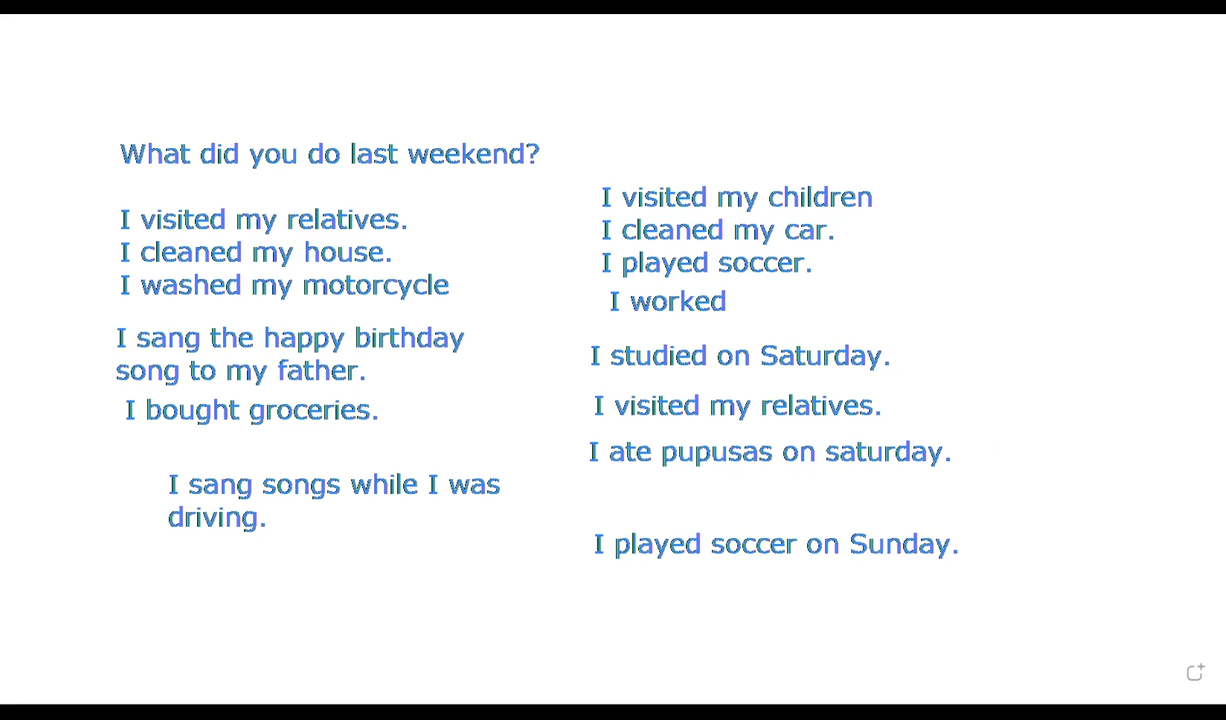 What did you do last weekend?
I visited my relatives.
I cleaned my house.
I washed my motorcycle
I sang the happy birthday
song to my father.
I bought groceries.
I sang songs while I was
driving.
I visited my children
I cleaned my car.
I played soccer.
I worked
I studied on Saturday.
I visited my relatives.
I ate pupusas on saturday.
I played soccer on Sunday.